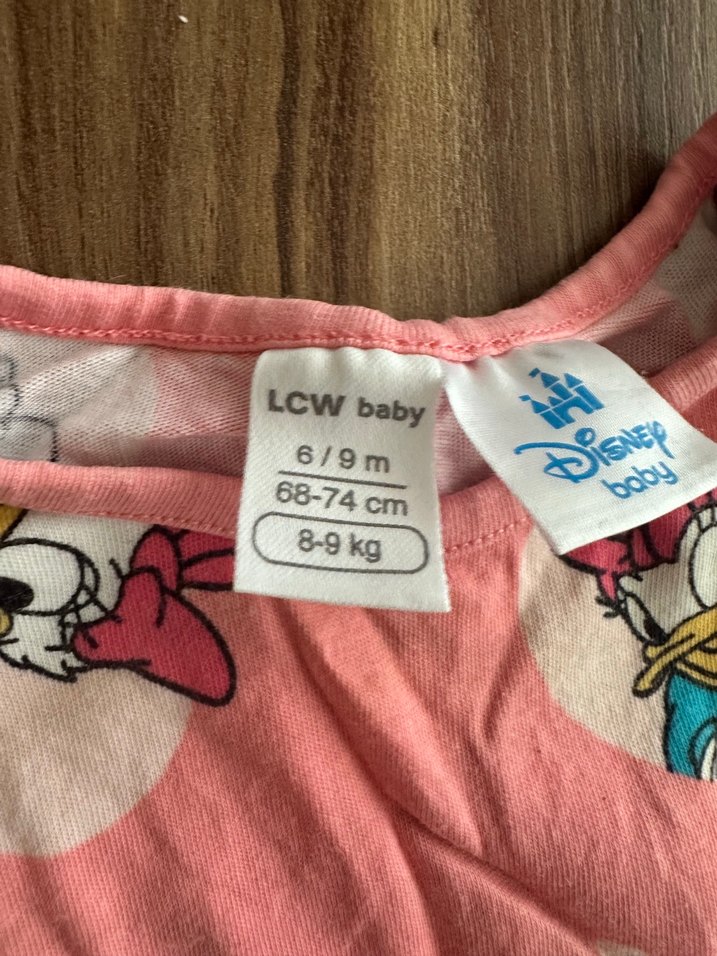 LCW baby
6 / 9 m
68-74 cm
8-9 kg
Disney
baby